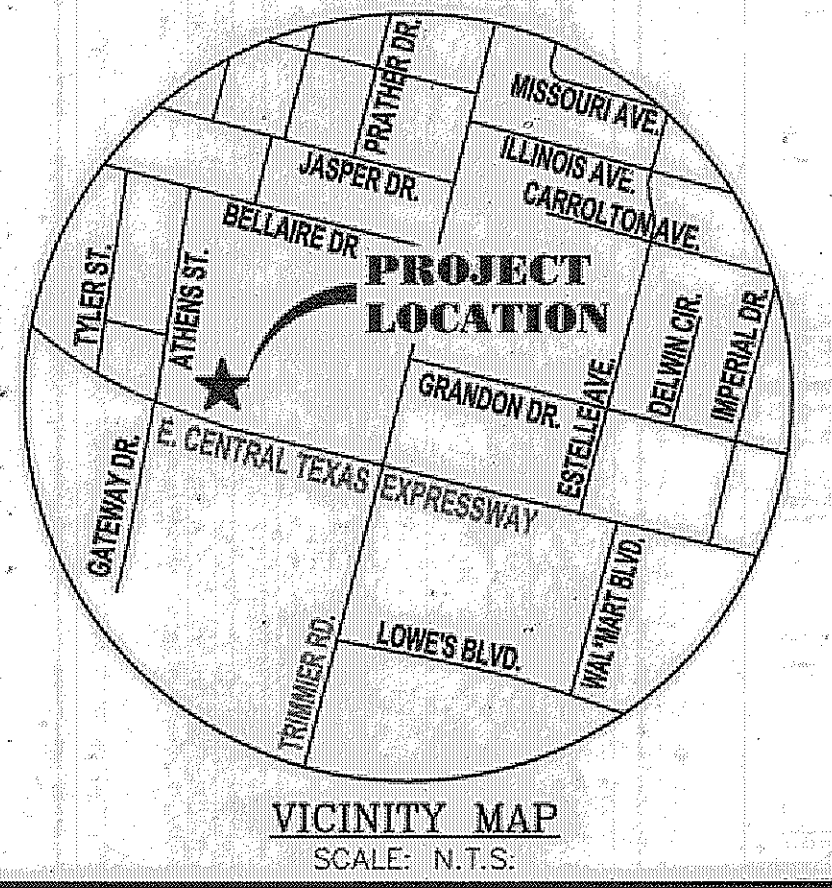 PRATHER DR.
MISSOURI AVE.
ILLINOIS AVE.
JASPER DR.
CARROLTON AVE.
BELLAIRE DR
TYLER ST.
ATHENS ST.
PROJECT
LOCATION
DELWIN CIR.
IMPERIAL DR.
GRANDON DR.
ESTELLE AVE.
E. CENTRAL TEXAS EXPRESSWAY
GATEWAY DR.
WAL*MART BLVD.
LOWE'S BLVD.
TRIMMIER RD.
VICINITY MAP
SCALE: N.T.S.